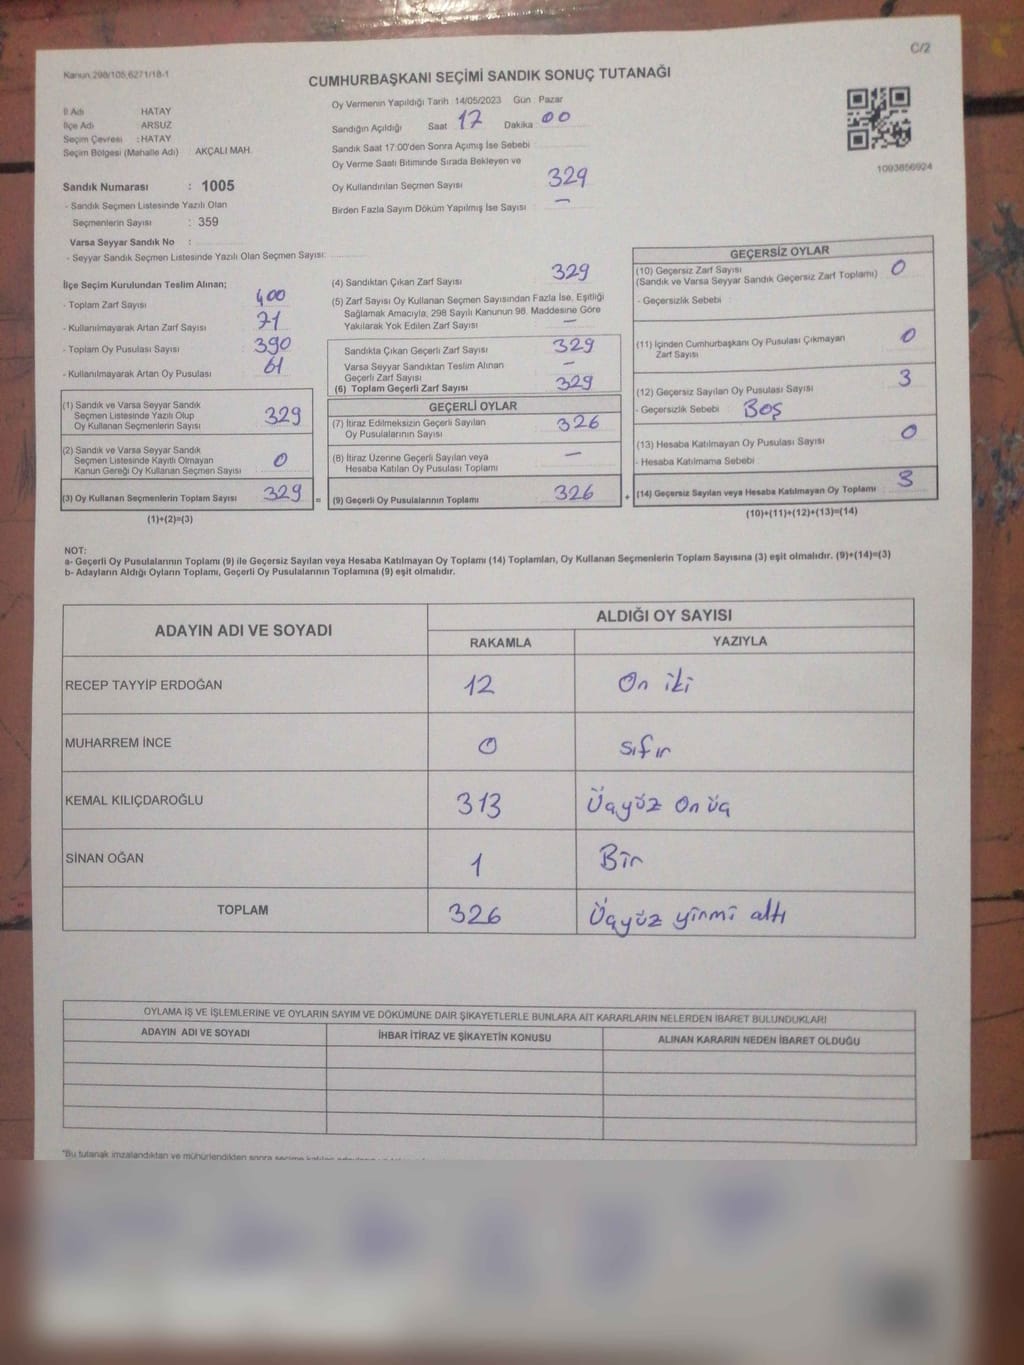 C/2
Kanun 298/105,6271/18-1
CUMHURBAŞKANI SEÇİMİ SANDIK SONUÇ TUTANAĞI
İl Adı HATAY
İlçe Adı ARSUZ
Seçim Çevresi : HATAY
Seçim Bölgesi (Mahalle Adı) : AKÇALI MAH.
Sandık Numarası : 1005
- Sandık Seçmen Listesinde Yazılı Olan
Seçmenlerin Sayısı : 359
Varsa Seyyar Sandık No :
- Seyyar Sandık Seçmen Listesinde Yazılı Olan Seçmen Sayısı:
Oy Vermenin Yapıldığı Tarih 14/05/2023 Gün : Pazar
Sandığın Açıldığı Saat 17 Dakika 00
Sandık Saat 17:00'den Sonra Açımış İse Sebebi
Oy Verme Saati Bitiminde Sırada Bekleyen ve
Oy Kullandırılan Seçmen Sayısı 329
Birden Fazla Sayım Döküm Yapılmış İse Sayısı —
1093856924
İlçe Seçim Kurulundan Teslim Alınan;
- Toplam Zarf Sayısı 400
- Kullanılmayarak Artan Zarf Sayısı 71
- Toplam Oy Pusulası Sayısı 390
- Kullanılmayarak Artan Oy Pusulası 61
(1) Sandık ve Varsa Seyyar Sandık
Seçmen Listesinde Yazılı Olup
Oy Kullanan Seçmenlerin Sayısı 329
(2) Sandık ve Varsa Seyyar Sandık
Seçmen Listesinde Kayıtlı Olmayan
Kanun Gereği Oy Kullanan Seçmen Sayısı 0
(3) Oy Kullanan Seçmenlerin Toplam Sayısı 329 =
(1)+(2)=(3)
(4) Sandıktan Çıkan Zarf Sayısı 329
(5) Zarf Sayısı Oy Kullanan Seçmen Sayısından Fazla İse, Eşitliği
Sağlamak Amacıyla, 298 Sayılı Kanunun 98. Maddesine Göre
Yakılarak Yok Edilen Zarf Sayısı —
Sandıkta Çıkan Geçerli Zarf Sayısı 329
Varsa Seyyar Sandıktan Teslim Alınan
Geçerli Zarf Sayısı —
(6) Toplam Geçerli Zarf Sayısı 329
GEÇERLİ OYLAR
(7) İtiraz Edilmeksizin Geçerli Sayılan
Oy Pusulalarının Sayısı 326
(8) İtiraz Üzerine Geçerli Sayılan veya
Hesaba Katılan Oy Pusulası Toplamı —
(9) Geçerli Oy Pusulalarının Toplamı 326 +
GEÇERSİZ OYLAR
(10) Geçersiz Zarf Sayısı
(Sandık ve Varsa Seyyar Sandık Geçersiz Zarf Toplamı) 0
- Geçersizlik Sebebi
(11) İçinden Cumhurbaşkanı Oy Pusulası Çıkmayan
Zarf Sayısı 0
(12) Geçersiz Sayılan Oy Pusulası Sayısı 3
- Geçersizlik Sebebi Boş
(13) Hesaba Katılmayan Oy Pusulası Sayısı 0
- Hesaba Katılmama Sebebi
(14) Geçersiz Sayılan veya Hesaba Katılmayan Oy Toplamı 3
(10)+(11)+(12)+(13)=(14)
NOT:
a- Geçerli Oy Pusulalarının Toplamı (9) ile Geçersiz Sayılan veya Hesaba Katılmayan Oy Toplamı (14) Toplamları, Oy Kullanan Seçmenlerin Toplam Sayısına (3) eşit olmalıdır. (9)+(14)=(3)
b- Adayların Aldığı Oyların Toplamı, Geçerli Oy Pusulalarının Toplamına (9) eşit olmalıdır.
ADAYIN ADI VE SOYADI ALDIĞI OY SAYISI
RAKAMLA YAZIYLA
RECEP TAYYİP ERDOĞAN 12 On iki
MUHARREM İNCE 0 sıfır
KEMAL KILIÇDAROĞLU 313 Üçyüz On üç
SİNAN OĞAN 1 Bir
TOPLAM 326 Üçyüz yirmi altı
OYLAMA İŞ VE İŞLEMLERİNE VE OYLARIN SAYIM VE DÖKÜMÜNE DAİR ŞİKAYETLERLE BUNLARA AİT KARARLARIN NELERDEN İBARET BULUNDUKLARI
ADAYIN ADI VE SOYADI İHBAR İTİRAZ VE ŞİKAYETİN KONUSU ALINAN KARARIN NEDEN İBARET OLDUĞU
"Bu tutanak imzalandıktan ve mühürlendikten sonra